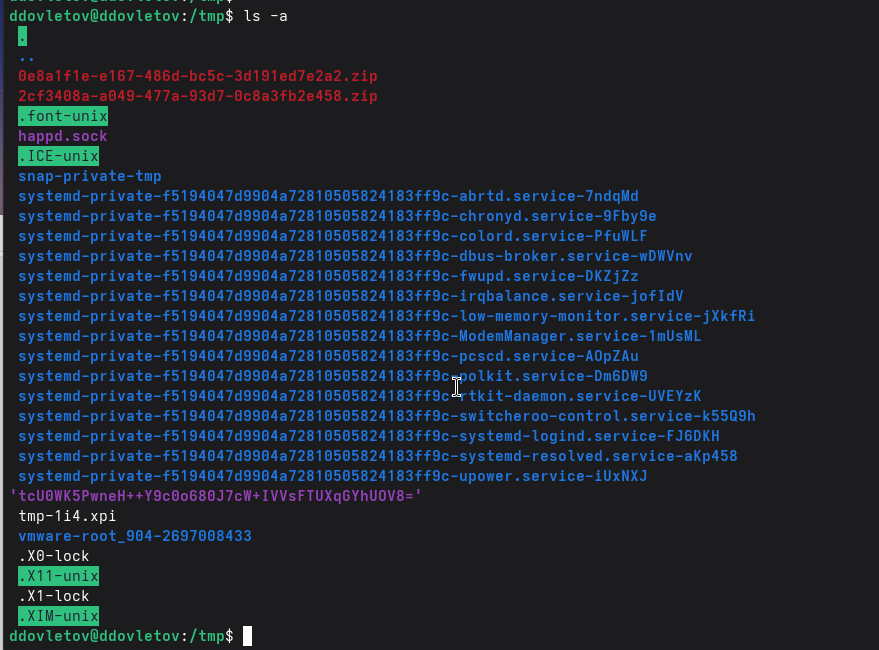 ddovletov@ddovletov:/tmp$ ls -a
.
..
0e8a1f1e-e167-486d-bc5c-3d191ed7e2a2.zip
2cf3408a-a049-477a-93d7-0c8a3fb2e458.zip
.font-unix
happd.sock
.ICE-unix
snap-private-tmp
systemd-private-f5194047d9904a72810505824183ff9c-abrtd.service-7ndqMd
systemd-private-f5194047d9904a72810505824183ff9c-chronyd.service-9Fby9e
systemd-private-f5194047d9904a72810505824183ff9c-colord.service-PfuWLF
systemd-private-f5194047d9904a72810505824183ff9c-dbus-broker.service-wDWVnv
systemd-private-f5194047d9904a72810505824183ff9c-fwupd.service-DKZjZz
systemd-private-f5194047d9904a72810505824183ff9c-irqbalance.service-jofIdV
systemd-private-f5194047d9904a72810505824183ff9c-low-memory-monitor.service-jXkfRi
systemd-private-f5194047d9904a72810505824183ff9c-ModemManager.service-1mUsML
systemd-private-f5194047d9904a72810505824183ff9c-pcscd.service-AOpZAu
systemd-private-f5194047d9904a72810505824183ff9c-polkit.service-Dm6DW9
systemd-private-f5194047d9904a72810505824183ff9c-rtkit-daemon.service-UVEYzK
systemd-private-f5194047d9904a72810505824183ff9c-switcheroo-control.service-k55Q9h
systemd-private-f5194047d9904a72810505824183ff9c-systemd-logind.service-FJ6DKH
systemd-private-f5194047d9904a72810505824183ff9c-systemd-resolved.service-aKp458
systemd-private-f5194047d9904a72810505824183ff9c-upower.service-iUxNXJ
'tcU0WK5PwneH++Y9c0o680J7cW+IVVsFTUXqGYhUOV8='
tmp-1i4.xpi
vmware-root_904-2697008433
.X0-lock
.X11-unix
.X1-lock
.XIM-unix
ddovletov@ddovletov:/tmp$